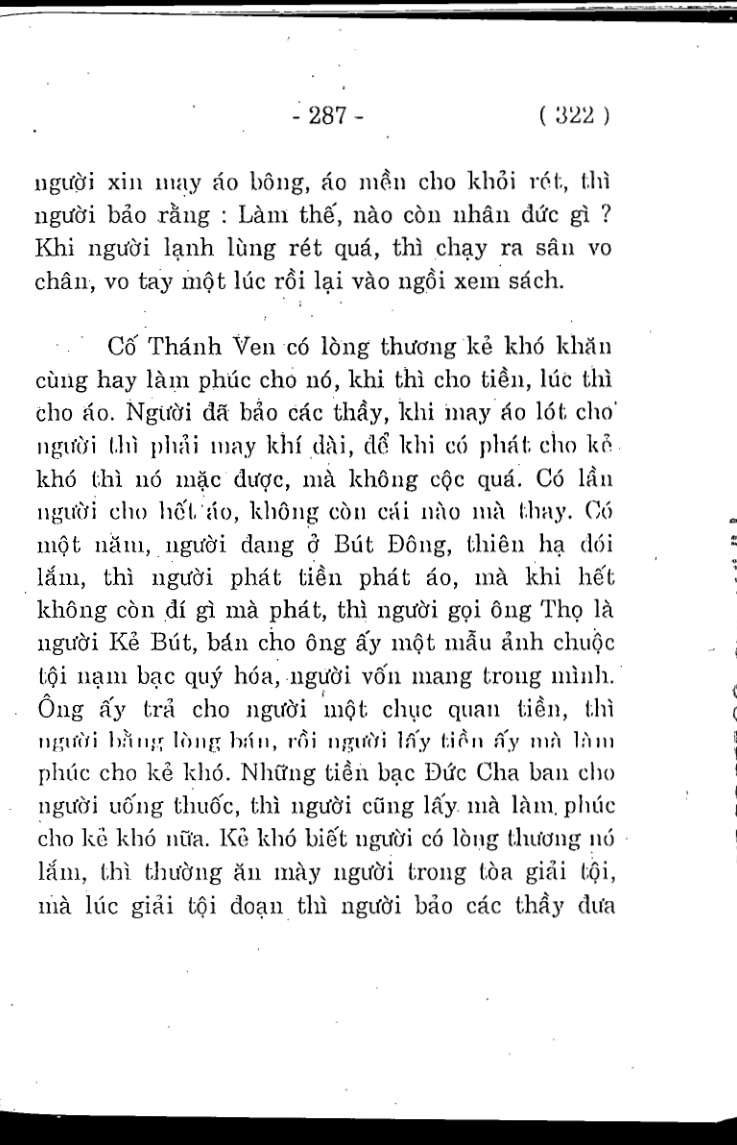 - 287 - ( 322 )
người xin may áo bông, áo mền cho khỏi rét, thì
người bảo rằng : Làm thế, nào còn nhân đức gì ?
Khi người lạnh lùng rét quá, thì chạy ra sân vo
chân, vo tay một lúc rồi lại vào ngồi xem sách.
Cố Thánh Ven có lòng thương kẻ khó khăn
cùng hay làm phúc cho nó, khi thì cho tiền, lúc thì
cho áo. Người đã bảo các thầy, khi may áo lót cho
người thì phải may khí dài, để khi có phát cho kẻ
khó thì nó mặc được, mà không cộc quá. Có lần
người cho hết áo, không còn cái nào mà thay. Có
một năm, người đang ở Bút Đông, thiên hạ đói
lắm, thì người phát tiền phát áo, mà khi hết
không còn đí gì mà phát, thì người gọi ông Thọ là
người Kẻ Bút, bán cho ông ấy một mẫu ảnh chuộc
tội nạm bạc quý hóa, người vốn mang trong mình.
Ông ấy trả cho người một chục quan tiền, thì
người bằng lòng bán, rồi người lấy tiền ấy mà làm
phúc cho kẻ khó. Những tiền bạc Đức Cha ban cho
người uống thuốc, thì người cũng lấy mà làm phúc
cho kẻ khó nữa. Kẻ khó biết người có lòng thương nó
lắm, thì thường ăn mày người trong tòa giải tội,
mà lúc giải tội đoạn thì người bảo các thầy đưa